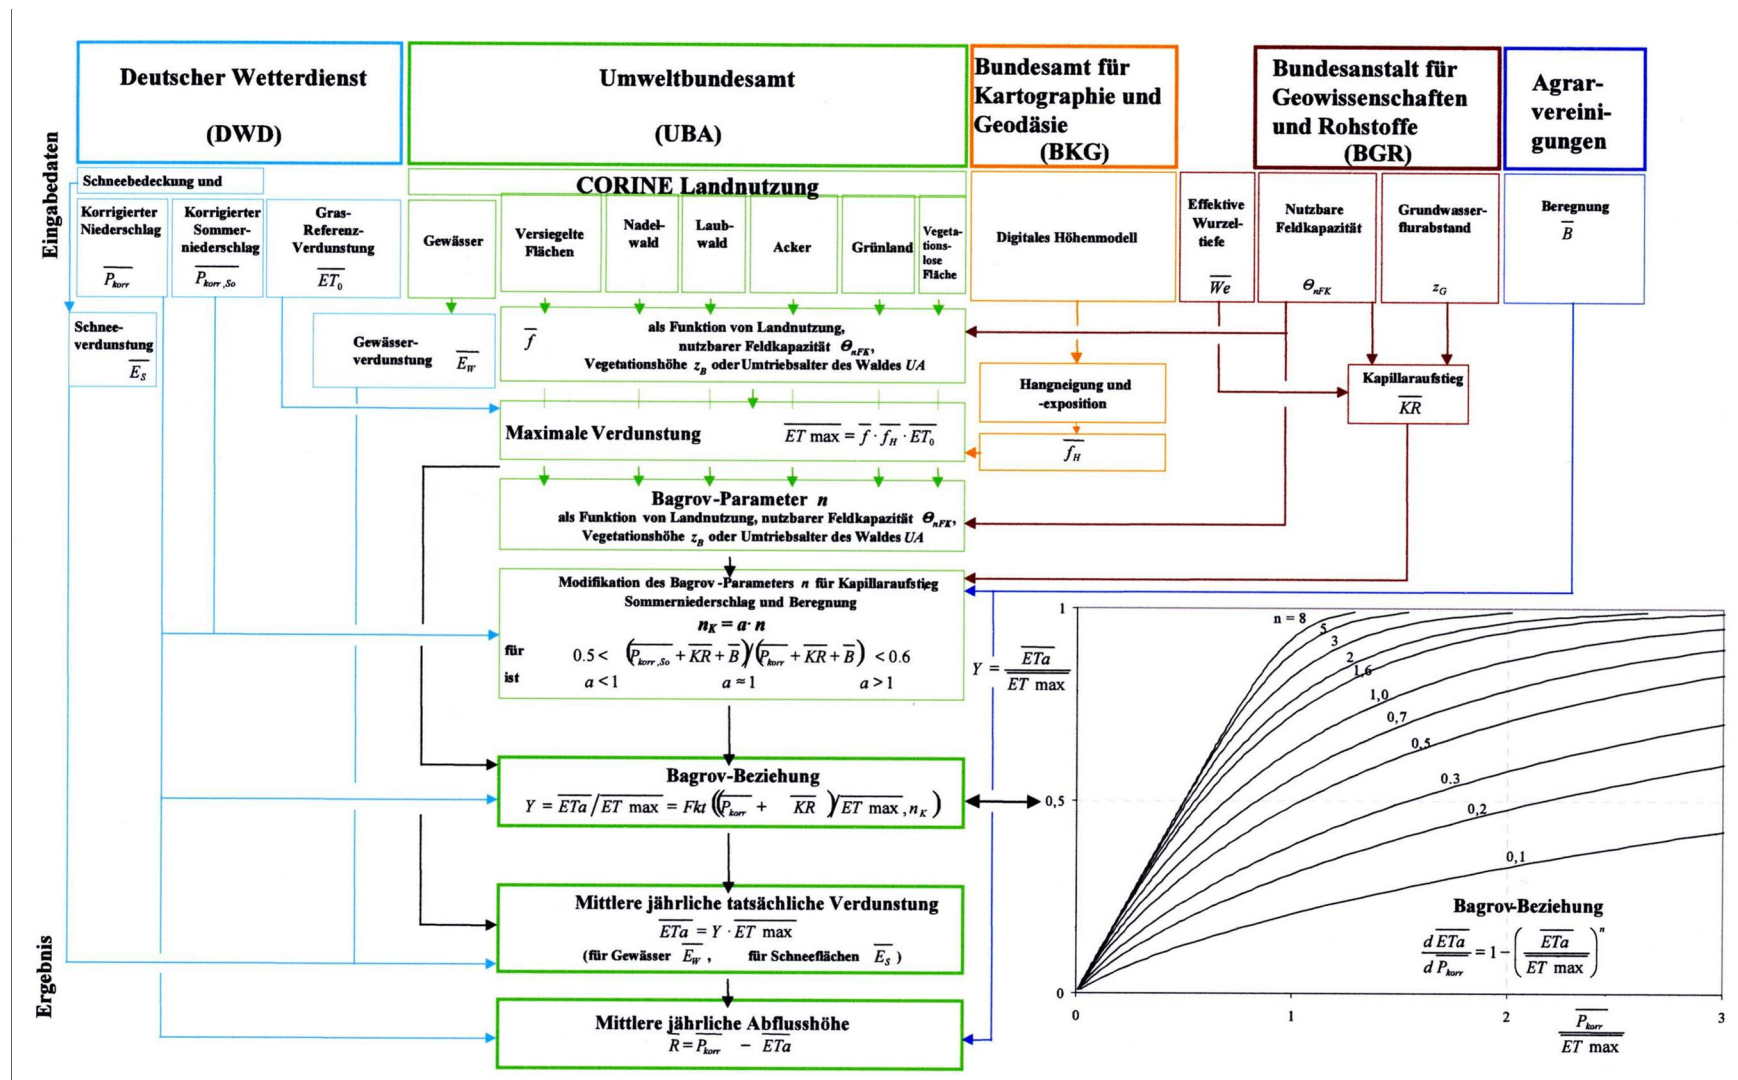 Deutscher Wetterdienst
(DWD)
Umweltbundesamt
(UBA)
Bundesamt für
Kartographie und
Geodäsie
(BKG)
Bundesanstalt für
Geowissenschaften
und Rohstoffe
(BGR)
Agrar-
vereini-
gungen
Eingabedaten
Schneebedeckung und
Korrigierter
Niederschlag
P_korr
Korrigierter
Sommer-
niederschlag
P_korr,So
Gras-
Referenz-
Verdunstung
ET_0
CORINE Landnutzung
Gewässer
Versiegelte
Flächen
Nadel-
wald
Laub-
wald
Acker
Grünland
Vegeta-
tions-
lose
Fläche
Digitales Höhenmodell
Effektive
Wurzel-
tiefe
We
Nutzbare
Feldkapazität
Θ_nFK
Grundwasser-
flurabstand
z_G
Beregnung
B
Schnee-
verdunstung
E_S
Gewässer-
verdunstung E_W
f als Funktion von Landnutzung,
nutzbarer Feldkapazität Θ_nFK,
Vegetationshöhe z_B oder Umtriebsalter des Waldes UA
Hangneigung und
-exposition
f_H
Kapillaraufstieg
KR
Maximale Verdunstung ET max = f · f_H · ET_0
Bagrov-Parameter n
als Funktion von Landnutzung, nutzbarer Feldkapazität Θ_nFK,
Vegetationshöhe z_B oder Umtriebsalter des Waldes UA
Modifikation des Bagrov-Parameters n für Kapillaraufstieg
Sommerniederschlag und Beregnung
n_K = a· n
für 0.5 < (P_korr,So + KR + B)/(P_korr + KR + B) < 0.6
ist a < 1 a ≈ 1 a > 1
Bagrov-Beziehung
Y = ETa / ET max = Fkt ((P_korr + KR )/ET max, n_K )
Mittlere jährliche tatsächliche Verdunstung
ETa = Y · ET max
(für Gewässer E_W , für Schneeflächen E_S )
Ergebnis
Mittlere jährliche Abflusshöhe
R = P_korr - ETa
Y = ETa / ET max
1
0,5
0
n = 8
5
3
2
1,6
1,0
0,7
0,5
0.3
0,2
0,1
Bagrov-Beziehung
d ETa / d P_korr = 1 - ( ETa / ET max )^n
0
1
2
3
P_korr / ET max